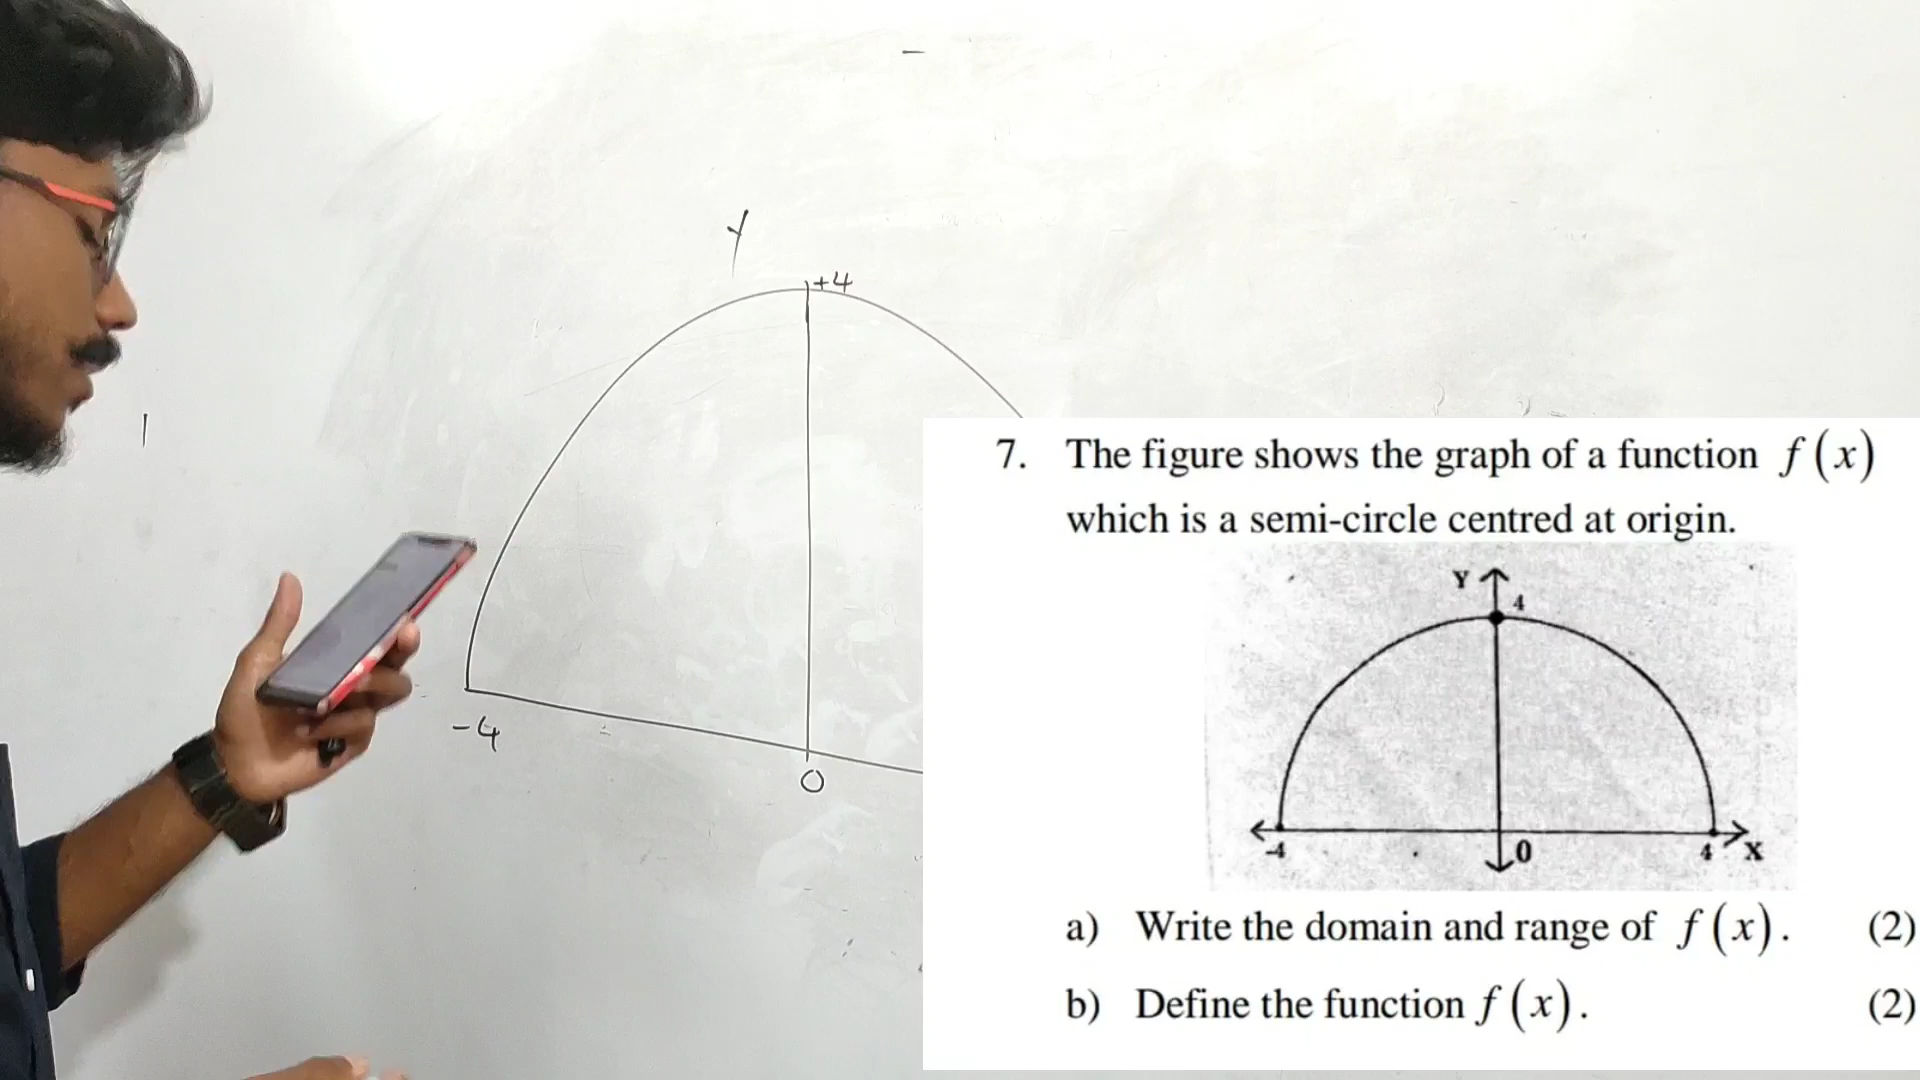 Y
+4
-4
0
7. The figure shows the graph of a function f(x)
which is a semi-circle centred at origin.
Y
4
-4
0
4
X
a) Write the domain and range of f(x). (2)
b) Define the function f(x). (2)